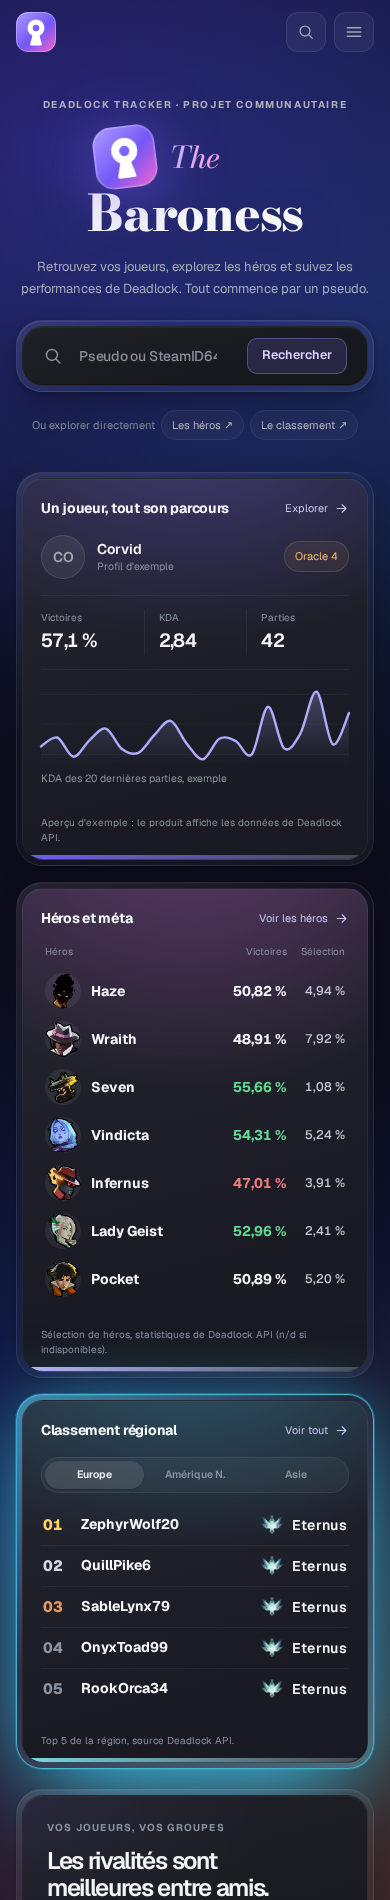 DEADLOCK TRACKER · PROJET COMMUNAUTAIRE
The
Baroness
Retrouvez vos joueurs, explorez les héros et suivez les
performances de Deadlock. Tout commence par un pseudo.
Pseudo ou SteamID64
Rechercher
Ou explorer directement
Les héros ↗
Le classement ↗
Un joueur, tout son parcours
Explorer →
CO
Corvid
Profil d'exemple
Oracle 4
Victoires
KDA
Parties
57,1 %
2,84
42
KDA des 20 dernières parties, exemple
Aperçu d'exemple : le produit affiche les données de Deadlock
API.
Héros et méta
Voir les héros →
Héros Victoires Sélection
Haze 50,82 % 4,94 %
Wraith 48,91 % 7,92 %
Seven 55,66 % 1,08 %
Vindicta 54,31 % 5,24 %
Infernus 47,01 % 3,91 %
Lady Geist 52,96 % 2,41 %
Pocket 50,89 % 5,20 %
Sélection de héros, statistiques de Deadlock API (n/d si
indisponibles).
Classement régional
Voir tout →
Europe Amérique N. Asie
01 ZephyrWolf20 Eternus
02 QuillPike6 Eternus
03 SableLynx79 Eternus
04 OnyxToad99 Eternus
05 RookOrca34 Eternus
Top 5 de la région, source Deadlock API.
VOS JOUEURS, VOS GROUPES
Les rivalités sont
meilleures entre amis.